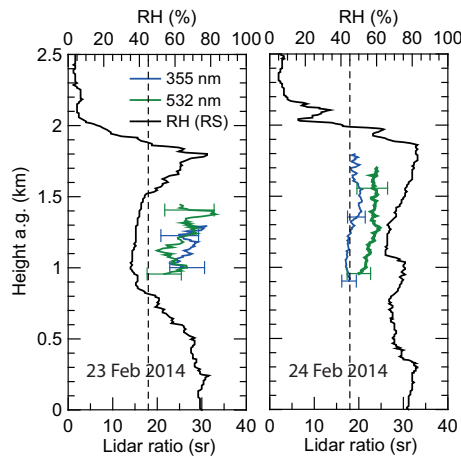 RH (%)
RH (%)
0 20 40 60 80 100
0 20 40 60 80 100
2.5
2
1.5
1
0.5
0
Height a.g. (km)
355 nm
532 nm
RH (RS)
23 Feb 2014
24 Feb 2014
0 10 20 30 40
0 10 20 30 40
Lidar ratio (sr)
Lidar ratio (sr)